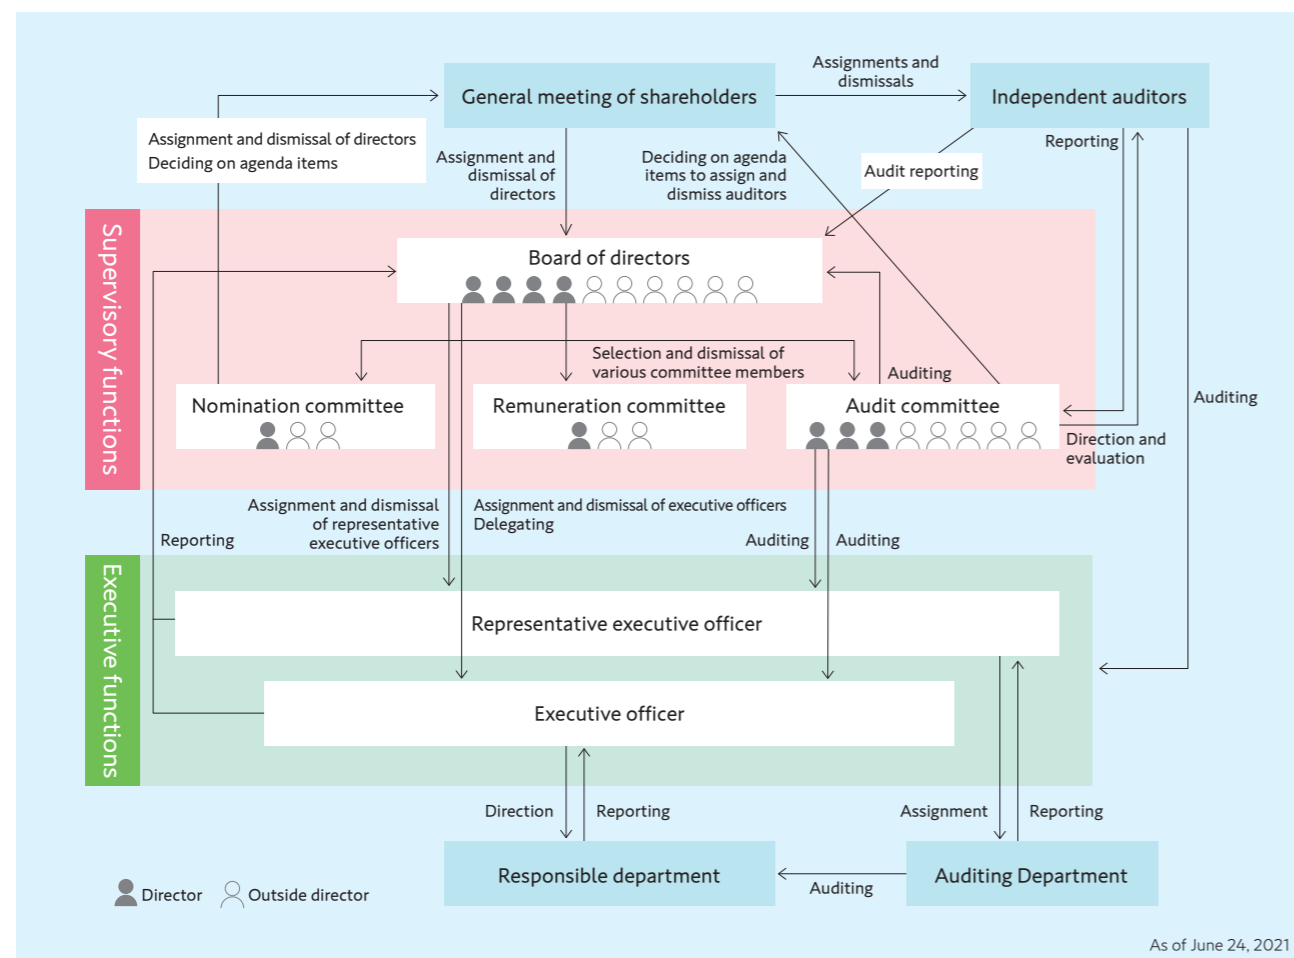 General meeting of shareholders
Assignments and
dismissals
Independent auditors
Assignment and dismissal of directors
Deciding on agenda items
Assignment and
dismissal of
directors
Deciding on agenda
items to assign and
dismiss auditors
Audit reporting
Reporting
Supervisory functions
Board of directors
Selection and dismissal of
various committee members
Auditing
Auditing
Nomination committee
Remuneration committee
Audit committee
Direction and
evaluation
Reporting
Assignment and dismissal
of representative
executive officers
Assignment and dismissal of executive officers
Delegating
Auditing
Auditing
Executive functions
Representative executive officer
Executive officer
Direction
Reporting
Assignment
Reporting
Responsible department
Auditing
Auditing Department
Director
Outside director
As of June 24, 2021